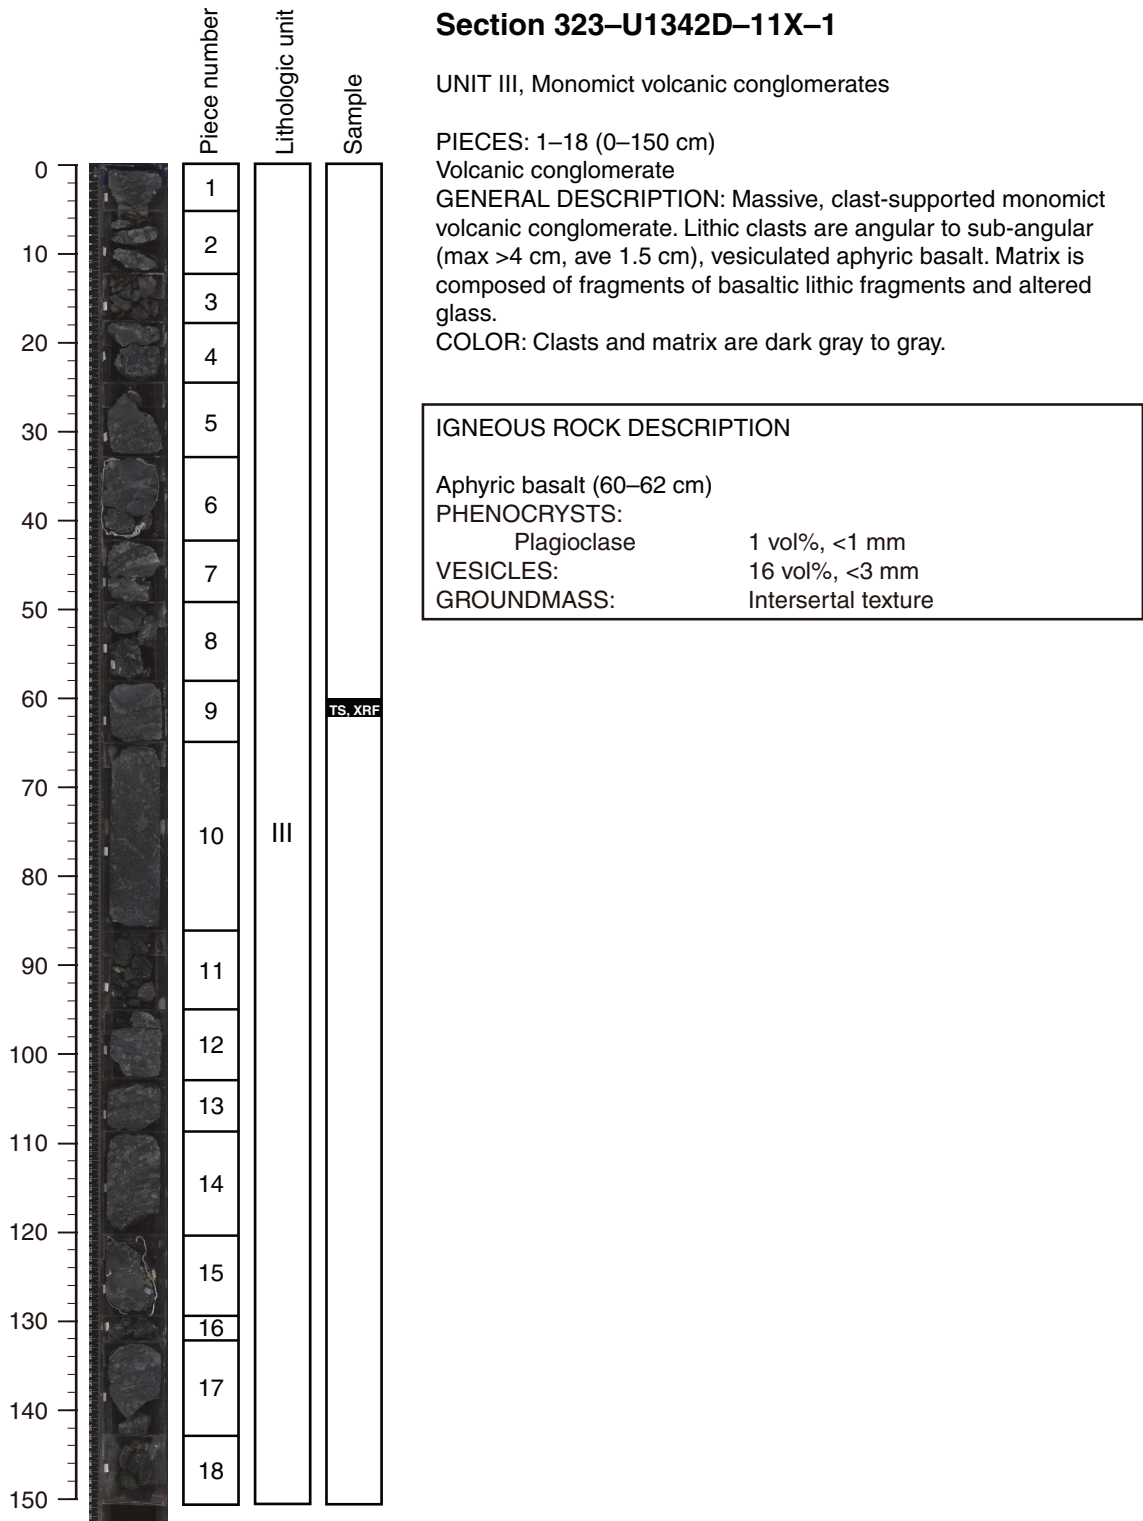 Piece number
Lithologic unit
Sample
Section 323–U1342D–11X–1
UNIT III, Monomict volcanic conglomerates
PIECES: 1–18 (0–150 cm)
Volcanic conglomerate
GENERAL DESCRIPTION: Massive, clast-supported monomict
volcanic conglomerate. Lithic clasts are angular to sub-angular
(max >4 cm, ave 1.5 cm), vesiculated aphyric basalt. Matrix is
composed of fragments of basaltic lithic fragments and altered
glass.
COLOR: Clasts and matrix are dark gray to gray.
IGNEOUS ROCK DESCRIPTION
Aphyric basalt (60–62 cm)
PHENOCRYSTS:
Plagioclase 1 vol%, <1 mm
VESICLES: 16 vol%, <3 mm
GROUNDMASS: Intersertal texture
0
10
20
30
40
50
60
70
80
90
100
110
120
130
140
150
1
2
3
4
5
6
7
8
9
10
11
12
13
14
15
16
17
18
III
TS, XRF